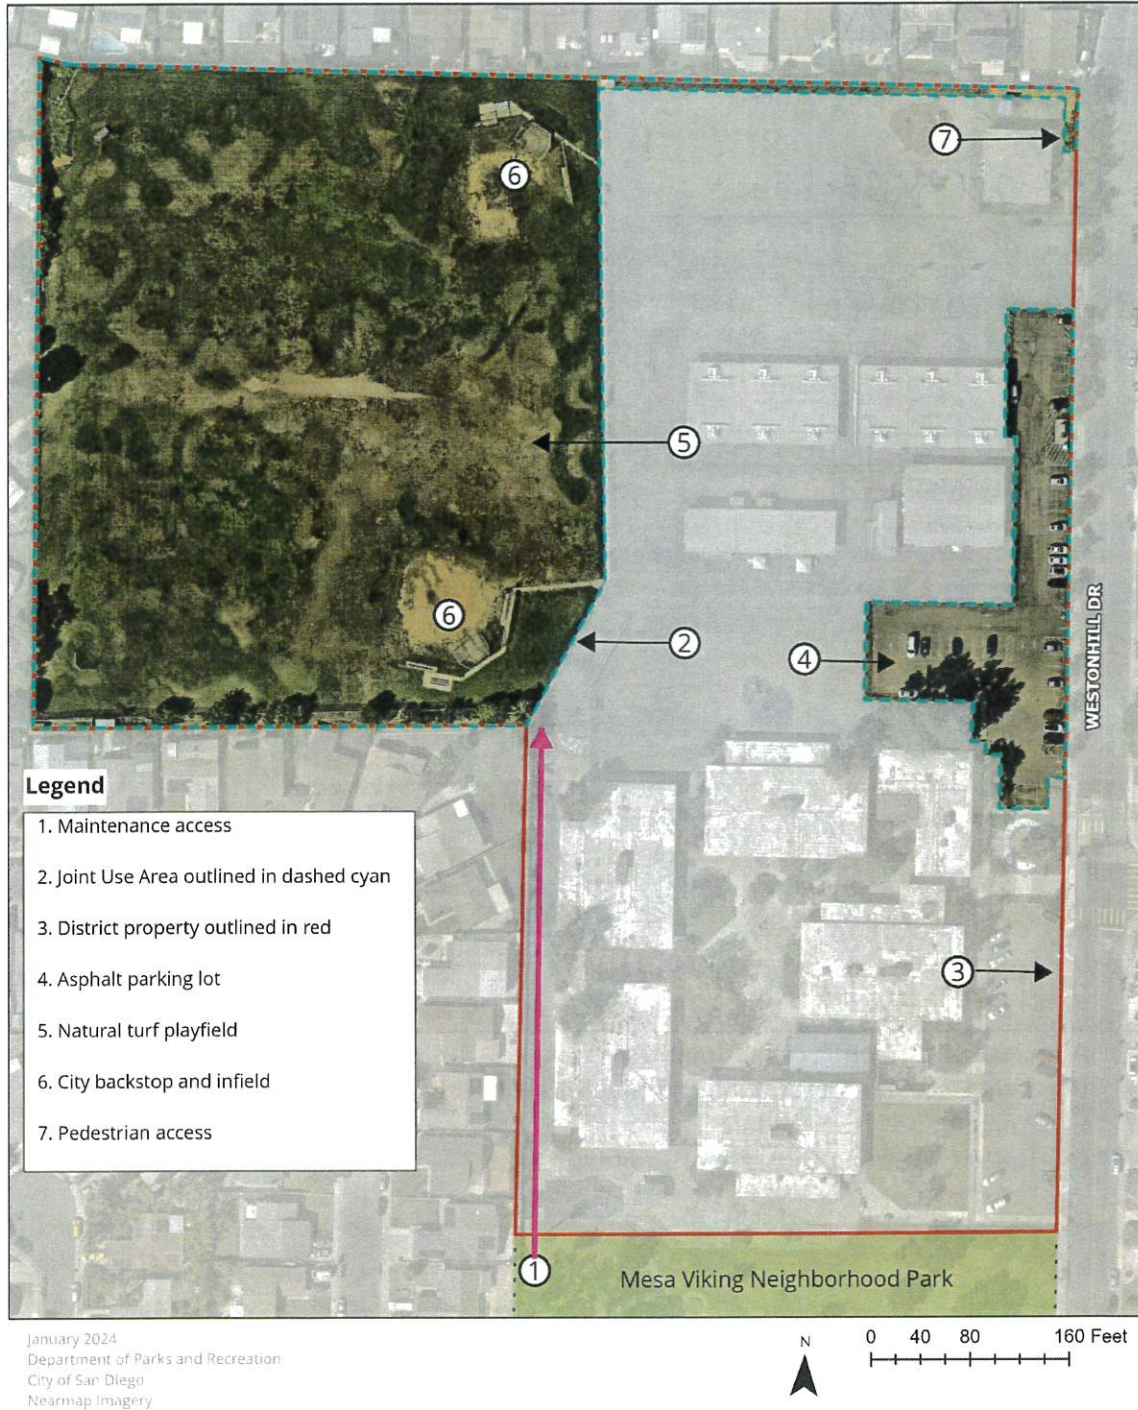 7
6
5
6
2
4
WESTONHILL DR
Legend
1. Maintenance access
2. Joint Use Area outlined in dashed cyan
3. District property outlined in red
4. Asphalt parking lot
5. Natural turf playfield
6. City backstop and infield
7. Pedestrian access
3
1
Mesa Viking Neighborhood Park
January 2024
Department of Parks and Recreation
City of San Diego
Nearmap Imagery
N
0 40 80 160 Feet